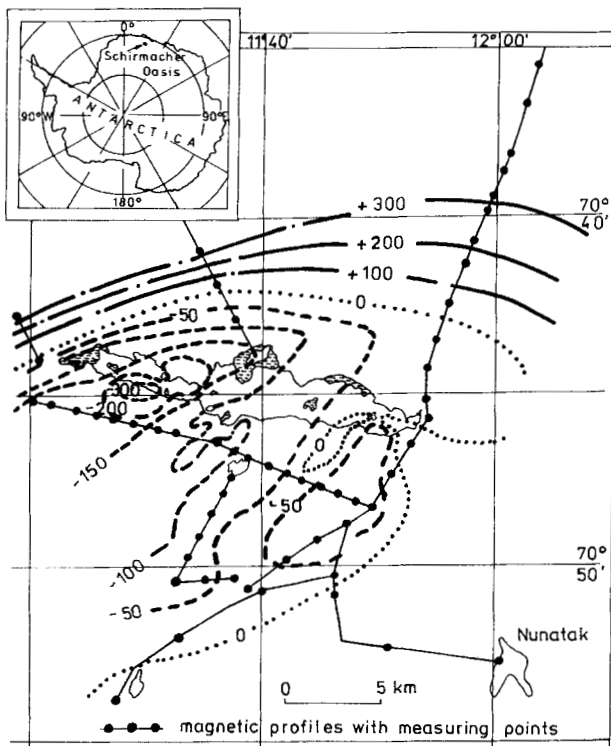 0°
Schirmacher
Oasis
90°W
90°E
ANTARCTICA
180°
11°40'
12°00'
70°
40'
+300
+200
+100
0
-50
-300
-200
-150
0
-50
-100
-50
0
70°
50'
Nunatak
0 5 km
magnetic profiles with measuring points